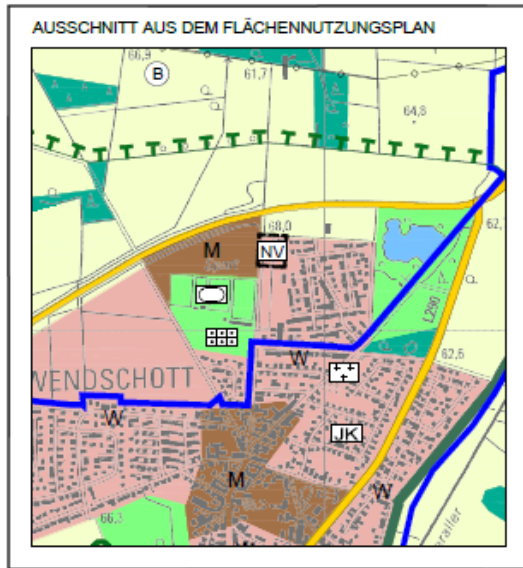 AUSSCHNITT AUS DEM FLÄCHENNUTZUNGSPLAN
66,9
B
61,7
64,8
68,0
M
NV
62,
L290
W
62,6
WENDSCHOTT
W
JK
M
W
66,3